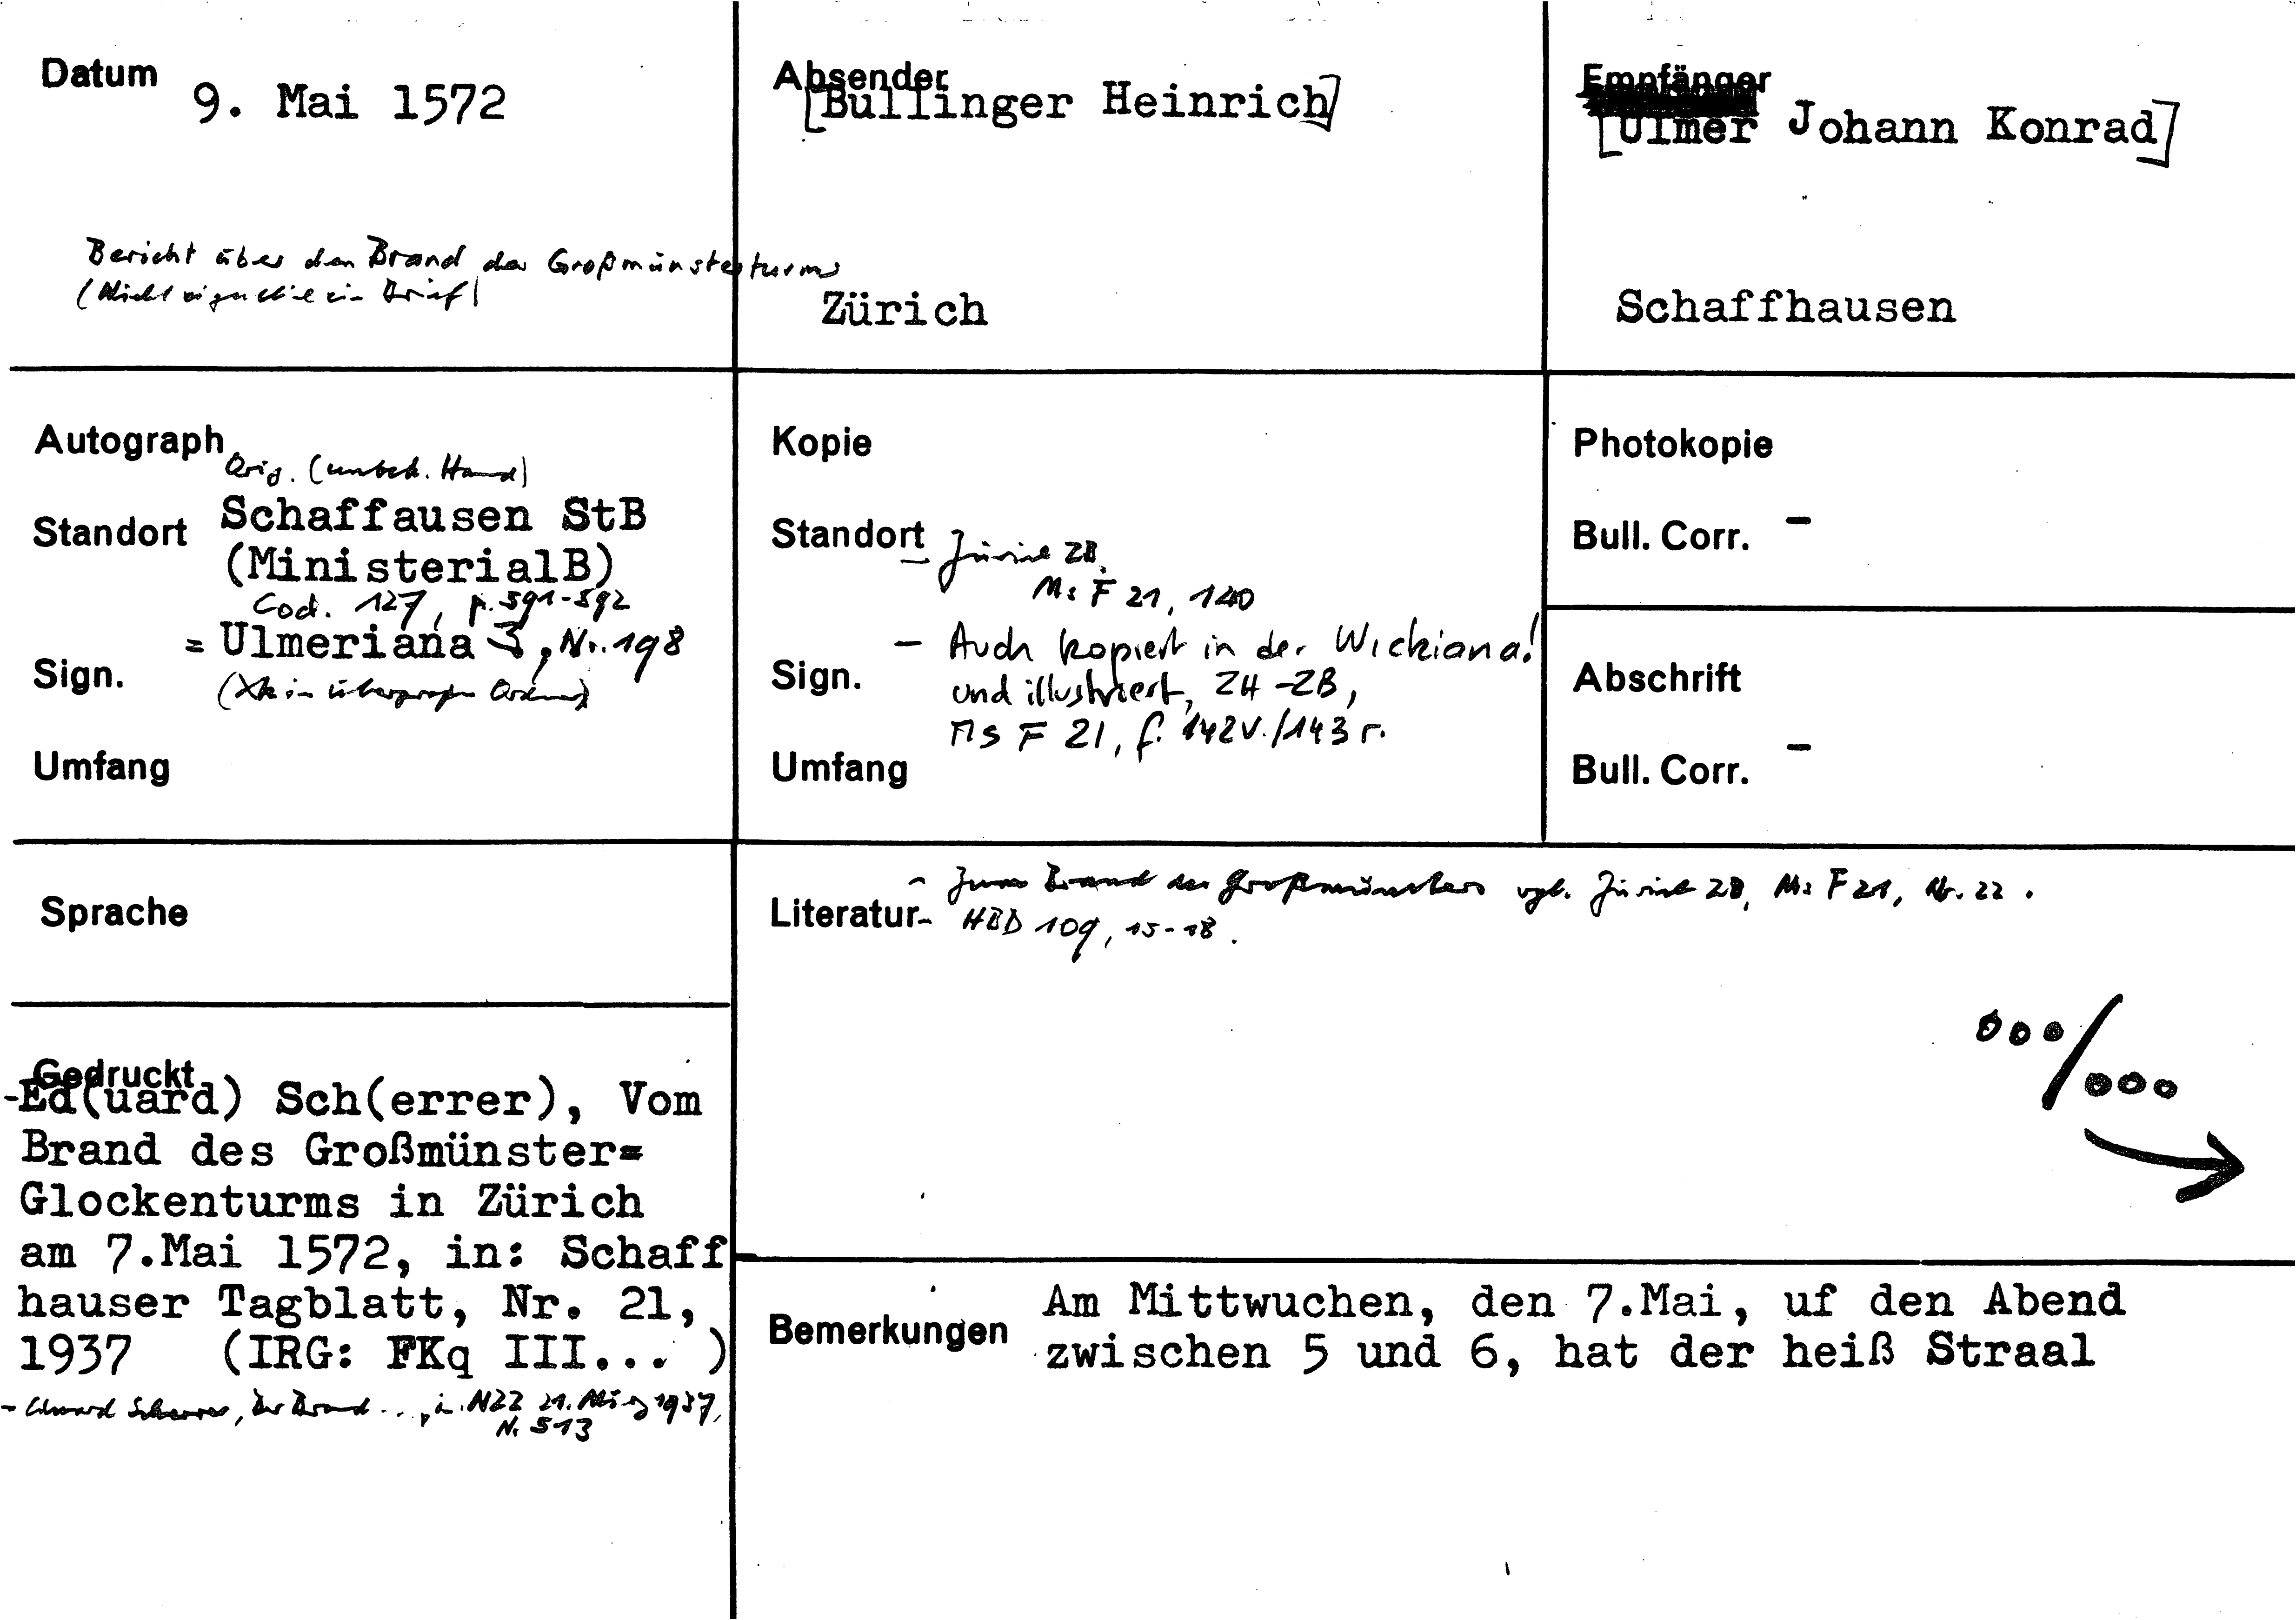 Datum 9. Mai 1572
Bericht über den Brand des Großmünsterturms
(Nicht eigentlich ein Brief)
Absender
[Bullinger Heinrich]
Zürich
Empfänger
[Ulmer Johann Konrad]
Schaffhausen
Autograph Orig. (unbek. Hand)
Standort Schaffausen StB
(MinisterialB)
Cod. 127, p. 591-592
= Ulmeriana 3, Nr. 198
Sign.
Umfang
Kopie
Standort - Zürich ZB,
Ms F 21, 140
- Auch kopiert in der Wickiana!
Sign. und illustriert, ZH-ZB,
Ms F 21, f. 142v./143r.
Umfang
Photokopie
Bull. Corr. -
Abschrift
Bull. Corr. -
Sprache
Gedruckt
-Ed(uard) Sch(errer), Vom
Brand des Großmünster=
Glockenturms in Zürich
am 7.Mai 1572, in: Schaff
hauser Tagblatt, Nr. 21,
1937 (IRG: FKq III... )
- Eduard Scherrer, Der Brand..., in NZZ 21. März 1937,
Nr 513
- Zum Brand des Großmünsters vgl. Zürich ZB, Ms F 21, Nr. 22.
Literatur - HBD 109, 15-18.
.../...
Bemerkungen Am Mittwuchen, den 7.Mai, uf den Abend
zwischen 5 und 6, hat der heiß Straal